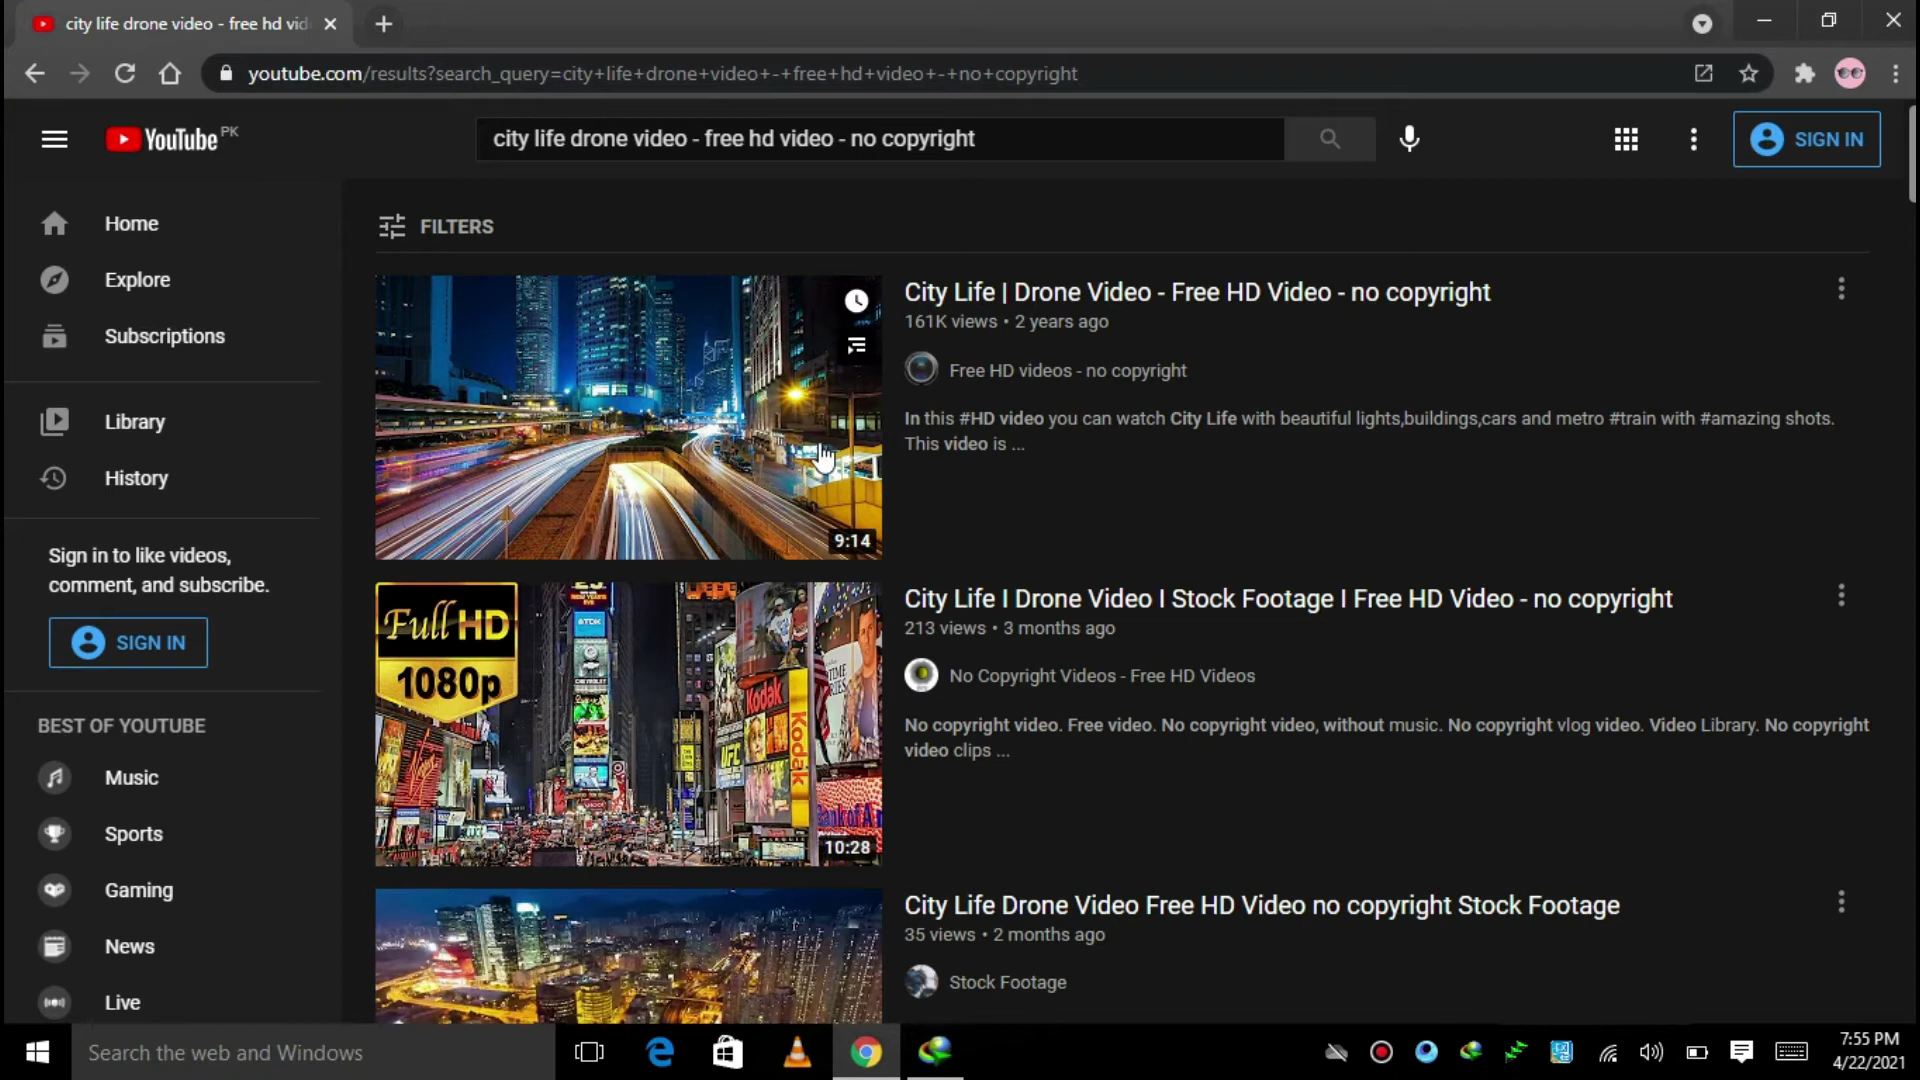 city life drone video - free hd vid
youtube.com/results?search_query=city+life+drone+video+-+free+hd+video+-+no+copyright
YouTube PK
city life drone video - free hd video - no copyright
SIGN IN
Home
Explore
Subscriptions
Library
History
Sign in to like videos,
comment, and subscribe.
SIGN IN
BEST OF YOUTUBE
Music
Sports
Gaming
News
Live
FILTERS
9:14
City Life | Drone Video - Free HD Video - no copyright
161K views • 2 years ago
Free HD videos - no copyright
In this #HD video you can watch City Life with beautiful lights,buildings,cars and metro #train with #amazing shots.
This video is ...
Full HD
1080p
Kodak
Kodak
UFC
10:28
City Life I Drone Video I Stock Footage I Free HD Video - no copyright
213 views • 3 months ago
No Copyright Videos - Free HD Videos
No copyright video. Free video. No copyright video, without music. No copyright vlog video. Video Library. No copyright
video clips ...
City Life Drone Video Free HD Video no copyright Stock Footage
35 views • 2 months ago
Stock Footage
Search the web and Windows
7:55 PM
4/22/2021